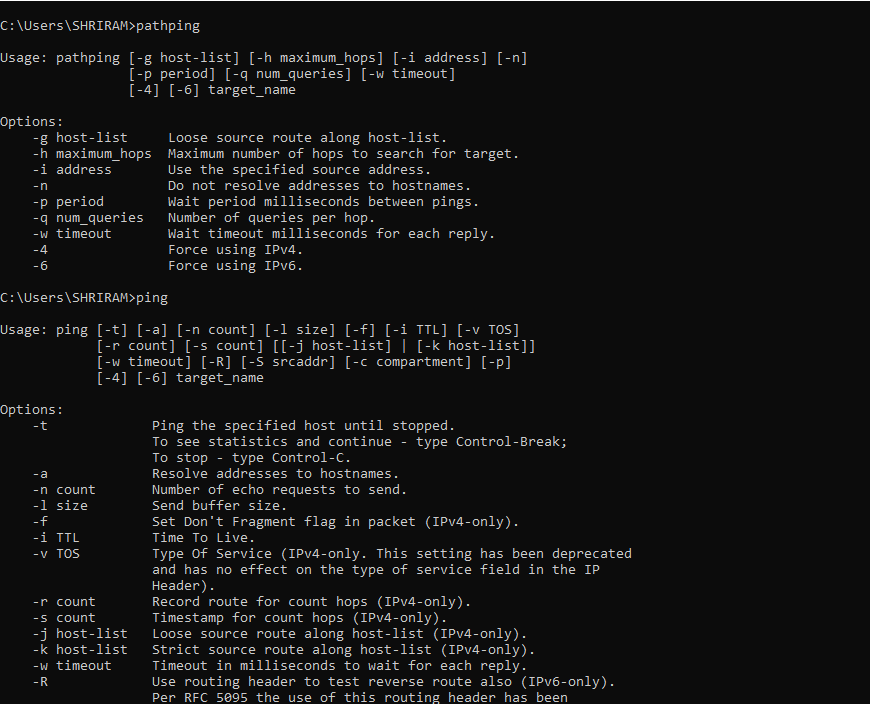 C:\Users\SHRIRAM>pathping
Usage: pathping [-g host-list] [-h maximum_hops] [-i address] [-n]
                [-p period] [-q num_queries] [-w timeout]
                [-4] [-6] target_name
Options:
    -g host-list     Loose source route along host-list.
    -h maximum_hops  Maximum number of hops to search for target.
    -i address       Use the specified source address.
    -n               Do not resolve addresses to hostnames.
    -p period        Wait period milliseconds between pings.
    -q num_queries   Number of queries per hop.
    -w timeout       Wait timeout milliseconds for each reply.
    -4               Force using IPv4.
    -6               Force using IPv6.
C:\Users\SHRIRAM>ping
Usage: ping [-t] [-a] [-n count] [-l size] [-f] [-i TTL] [-v TOS]
            [-r count] [-s count] [[-j host-list] | [-k host-list]]
            [-w timeout] [-R] [-S srcaddr] [-c compartment] [-p]
            [-4] [-6] target_name
Options:
    -t             Ping the specified host until stopped.
                   To see statistics and continue - type Control-Break;
                   To stop - type Control-C.
    -a             Resolve addresses to hostnames.
    -n count       Number of echo requests to send.
    -l size        Send buffer size.
    -f             Set Don't Fragment flag in packet (IPv4-only).
    -i TTL         Time To Live.
    -v TOS         Type Of Service (IPv4-only. This setting has been deprecated
                   and has no effect on the type of service field in the IP
                   Header).
    -r count       Record route for count hops (IPv4-only).
    -s count       Timestamp for count hops (IPv4-only).
    -j host-list   Loose source route along host-list (IPv4-only).
    -k host-list   Strict source route along host-list (IPv4-only).
    -w timeout     Timeout in milliseconds to wait for each reply.
    -R             Use routing header to test reverse route also (IPv6-only).
                   Per RFC 5095 the use of this routing header has been